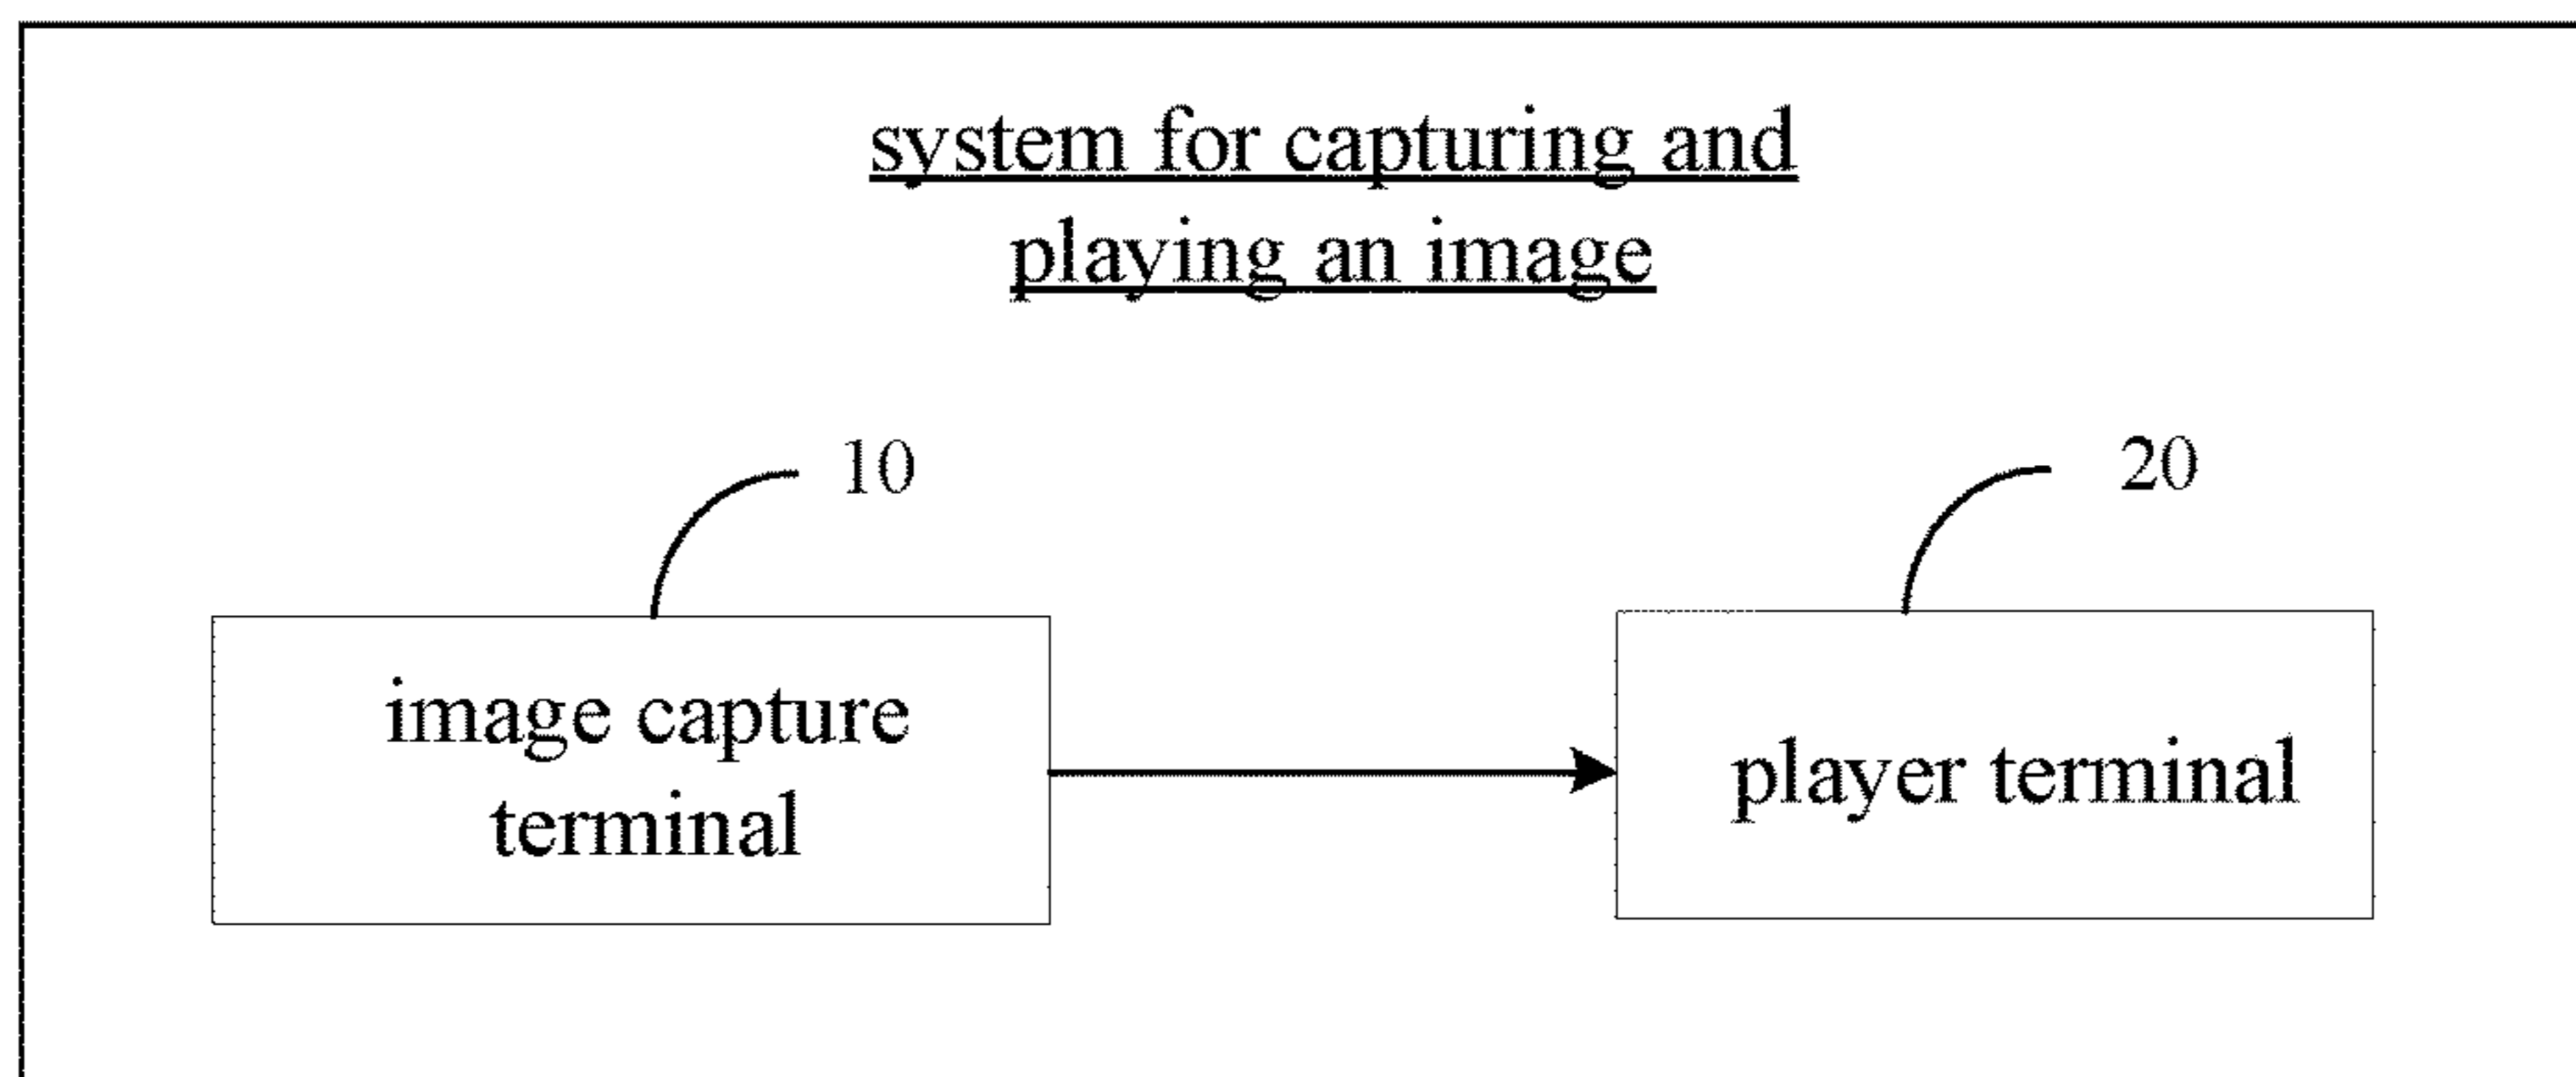 system for capturing and
playing an image
10
20
image capture
terminal
player terminal